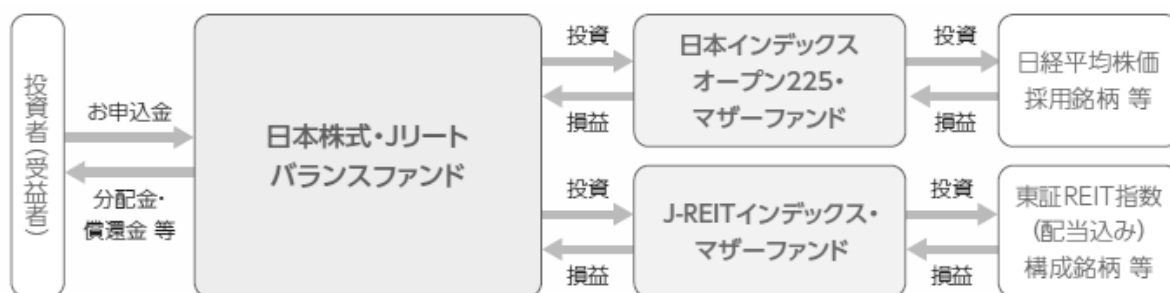 投資者(受益者)
お申込金
分配金・
償還金 等
日本株式・Jリート
バランスファンド
投資
損益
日本インデックス
オープン225・
マザーファンド
投資
損益
日経平均株価
採用銘柄 等
投資
損益
J-REITインデックス・
マザーファンド
投資
損益
東証REIT指数
(配当込み)
構成銘柄 等